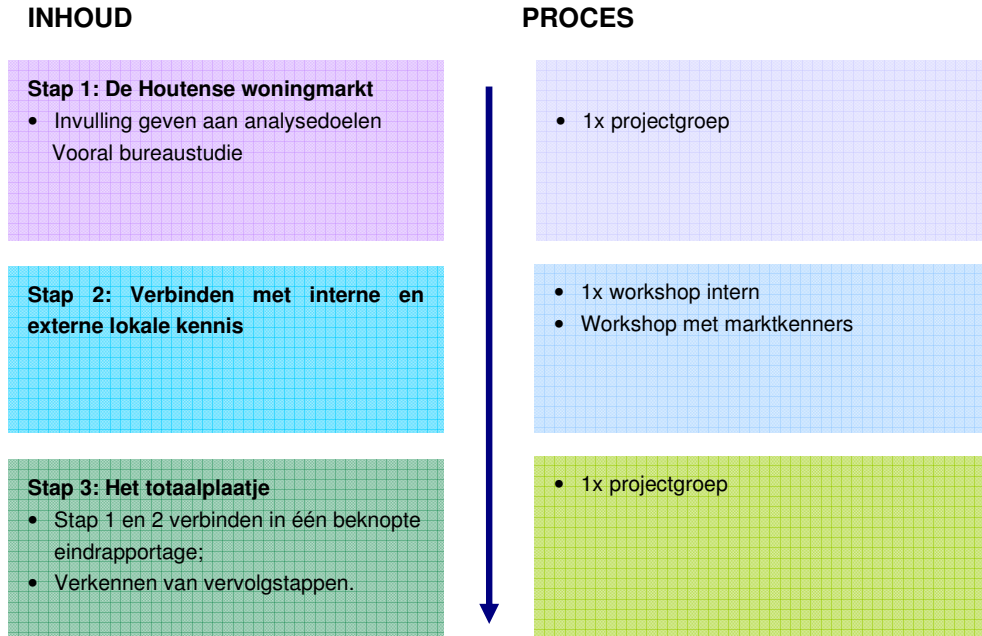 INHOUD
PROCES
Stap 1: De Houtense woningmarkt
• Invulling geven aan analysedoelen
Vooral bureaustudie
• 1x projectgroep
Stap 2: Verbinden met interne en
externe lokale kennis
• 1x workshop intern
• Workshop met marktkenners
Stap 3: Het totaalplaatje
• Stap 1 en 2 verbinden in één beknopte
eindrapportage;
• Verkennen van vervolgstappen.
• 1x projectgroep